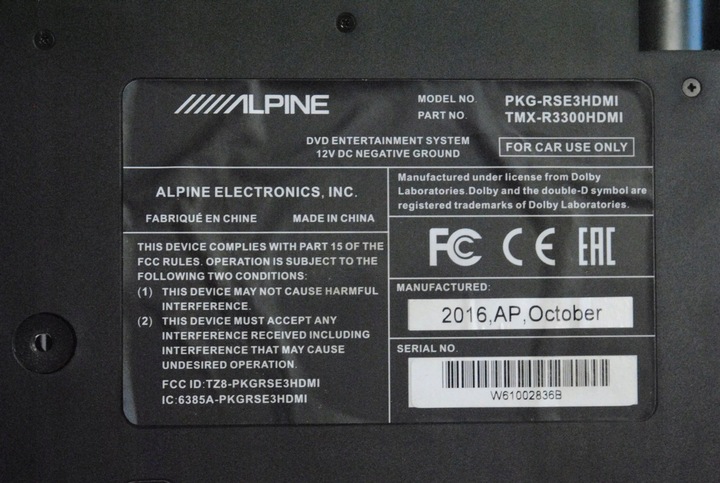 ALPINE
MODEL NO. PKG-RSE3HDMI
PART NO. TMX-R3300HDMI
DVD ENTERTAINMENT SYSTEM
12V DC NEGATIVE GROUND
FOR CAR USE ONLY
ALPINE ELECTRONICS, INC.
FABRIQUÉ EN CHINE MADE IN CHINA
THIS DEVICE COMPLIES WITH PART 15 OF THE
FCC RULES. OPERATION IS SUBJECT TO THE
FOLLOWING TWO CONDITIONS:
(1) THIS DEVICE MAY NOT CAUSE HARMFUL
INTERFERENCE.
(2) THIS DEVICE MUST ACCEPT ANY
INTERFERENCE RECEIVED INCLUDING
INTERFERENCE THAT MAY CAUSE
UNDESIRED OPERATION.
FCC ID:TZ8-PKGRSE3HDMI
IC:6385A-PKGRSE3HDMI
Manufactured under license from Dolby
Laboratories.Dolby and the double-D symbol are
registered trademarks of Dolby Laboratories.
FC CE EAC
MANUFACTURED:
2016,AP,October
SERIAL NO.
W61002836B